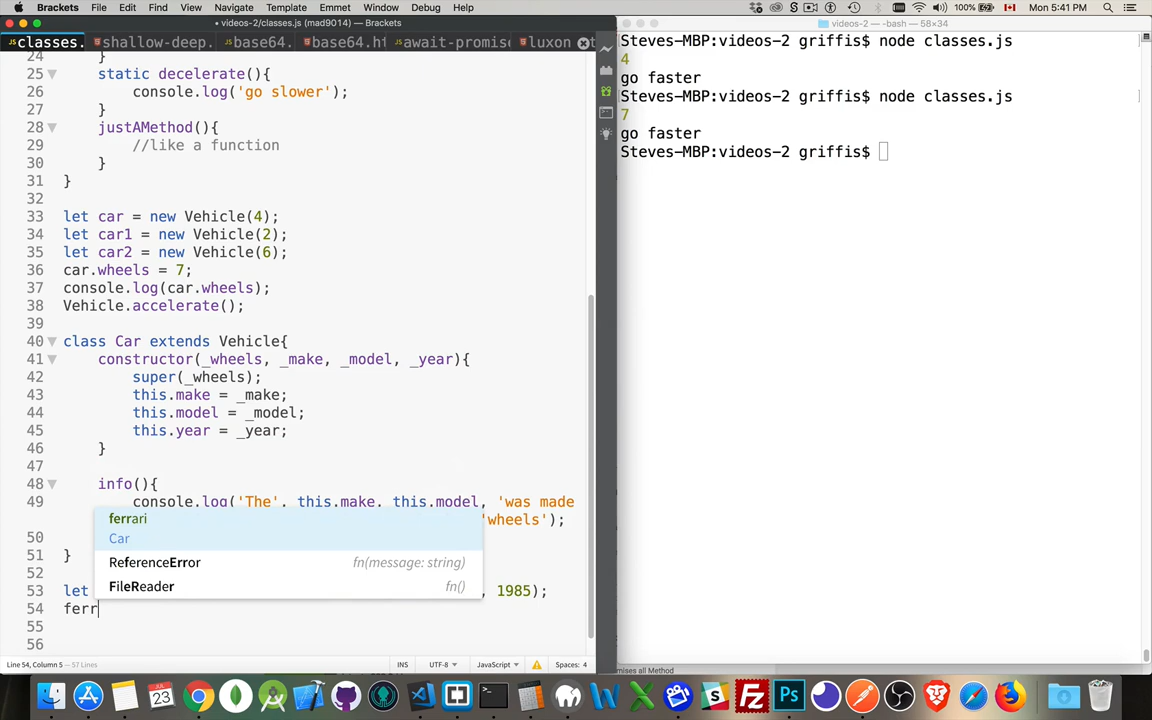 Brackets File Edit Find View Navigate Template Emmet Window Debug Help 100% Mon 5:41 PM
• videos-2/classes.js (mad9014) — Brackets
videos-2 — -bash — 58×34
classes. shallow-deep. base64. base64.h1 await-promise luxon
24 }
25 static decelerate(){
26 console.log('go slower');
27 }
28 justAMethod(){
29 //like a function
30 }
31 }
32
33 let car = new Vehicle(4);
34 let car1 = new Vehicle(2);
35 let car2 = new Vehicle(6);
36 car.wheels = 7;
37 console.log(car.wheels);
38 Vehicle.accelerate();
39
40 class Car extends Vehicle{
41 constructor(_wheels, _make, _model, _year){
42 super(_wheels);
43 this.make = _make;
44 this.model = _model;
45 this.year = _year;
46 }
47
48 info(){
49 console.log('The', this.make, this.model, 'was made
'wheels');
50
51 }
52
53 let , 1985);
54 ferr
55
56
ferrari
Car
ReferenceError fn(message: string)
FileReader fn()
Line 54, Column 5 — 57 Lines
INS UTF-8 JavaScript Spaces: 4
Steves-MBP:videos-2 griffis$ node classes.js
4
go faster
Steves-MBP:videos-2 griffis$ node classes.js
7
go faster
Steves-MBP:videos-2 griffis$
mises all Method